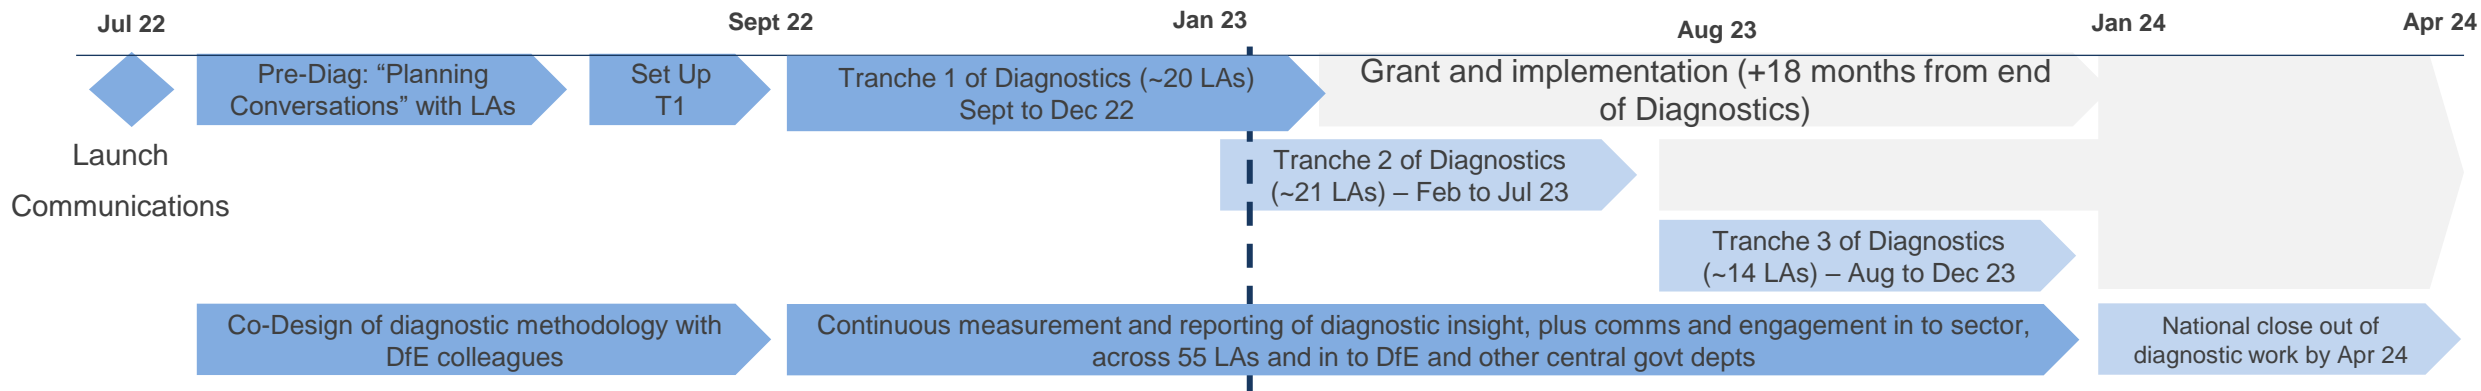 Jul 22
Sept 22
Jan 23
Aug 23
Jan 24
Apr 24
Pre-Diag: “Planning
Conversations” with LAs
Set Up
T1
Tranche 1 of Diagnostics (~20 LAs)
Sept to Dec 22
Grant and implementation (+18 months from end
of Diagnostics)
Launch
Communications
Tranche 2 of Diagnostics
(~21 LAs) – Feb to Jul 23
Tranche 3 of Diagnostics
(~14 LAs) – Aug to Dec 23
Co-Design of diagnostic methodology with
DfE colleagues
Continuous measurement and reporting of diagnostic insight, plus comms and engagement in to sector,
across 55 LAs and in to DfE and other central govt depts
National close out of
diagnostic work by Apr 24